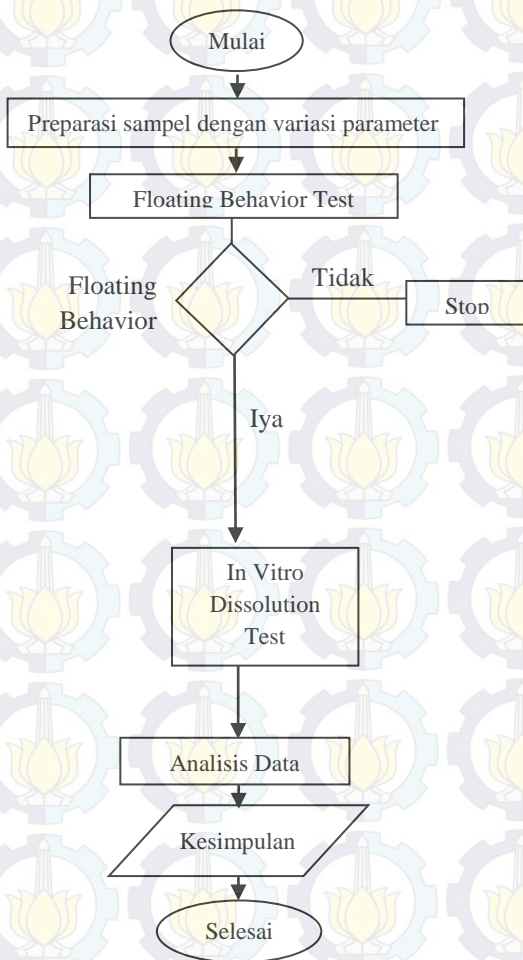 Mulai
Preparasi sampel dengan variasi parameter
Floating Behavior Test
Floating
Behavior
Tidak
Stop
Iya
In Vitro
Dissolution
Test
Analisis Data
Kesimpulan
Selesai